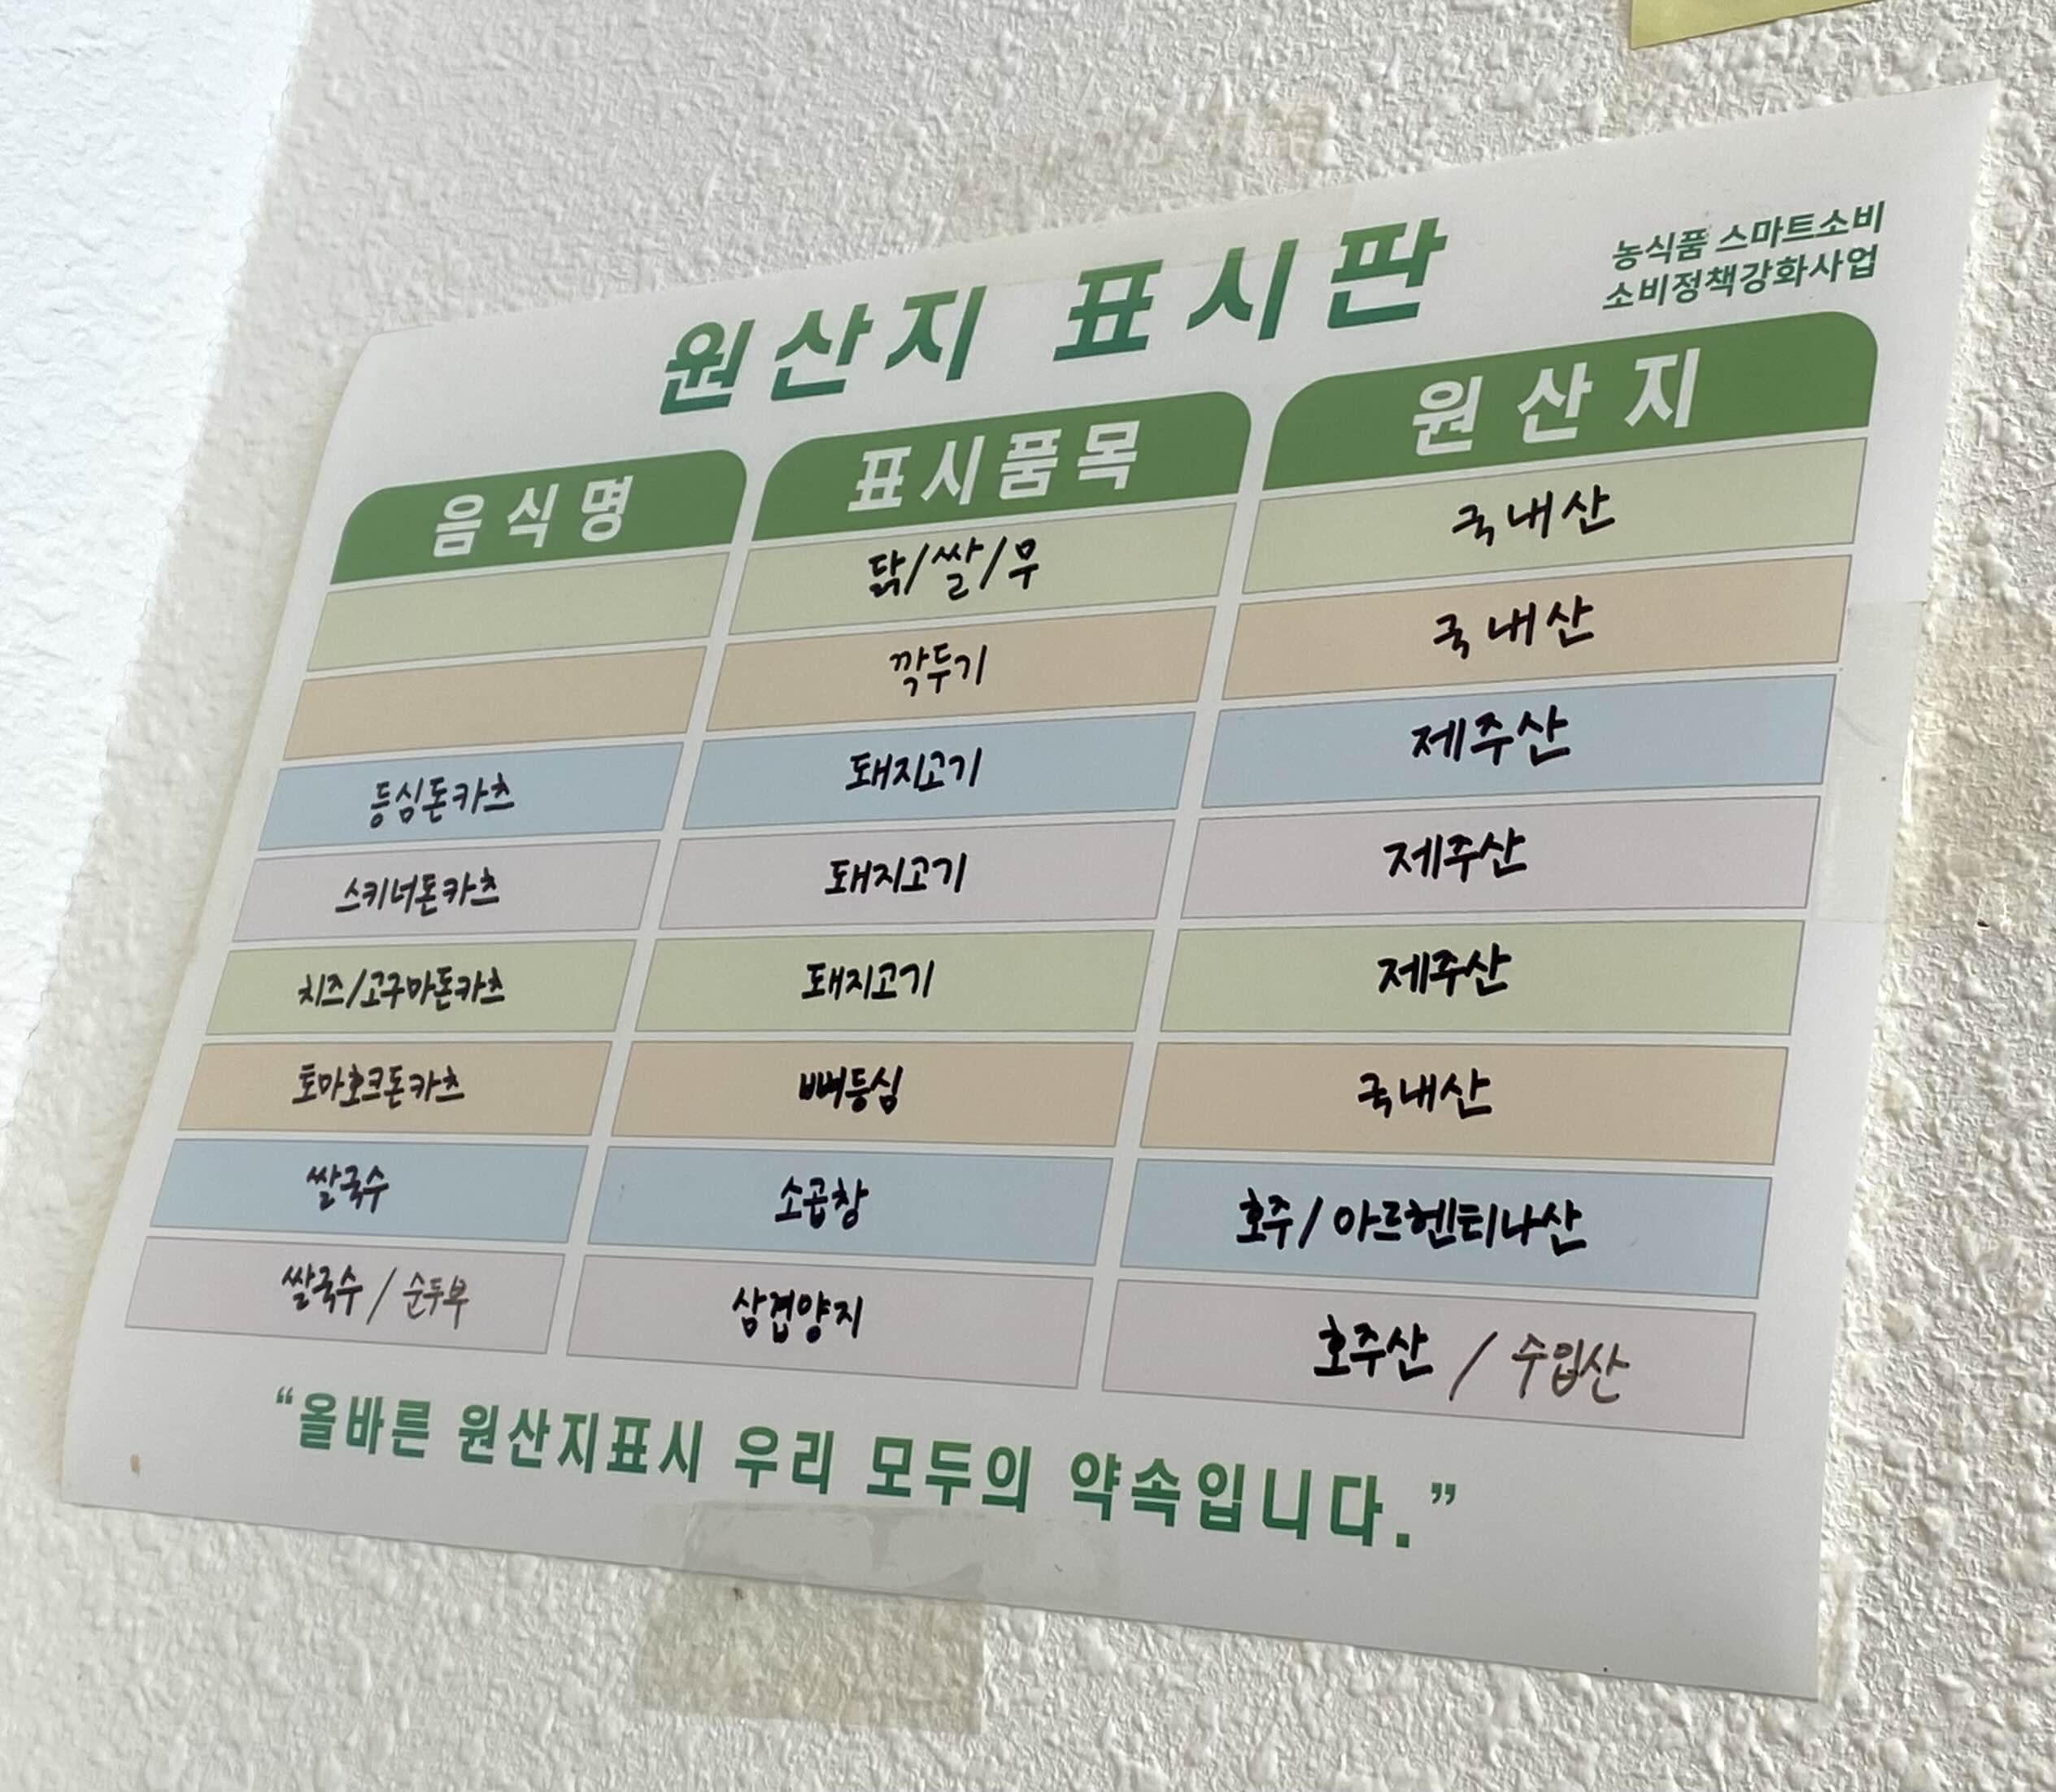 원산지 표시판
농식품 스마트소비
소비정책강화사업
음식명 표시품목 원산지
닭/쌀/무 국내산
깍두기 국내산
등심돈카츠 돼지고기 제주산
스키너돈카츠 돼지고기 제주산
치즈/고구마돈카츠 돼지고기 제주산
토마호크돈카츠 뼈등심 국내산
쌀국수 소곱창 호주/아르헨티나산
쌀국수/순두부 삼겹양지 호주산/수입산
“올바른 원산지표시 우리 모두의 약속입니다.”